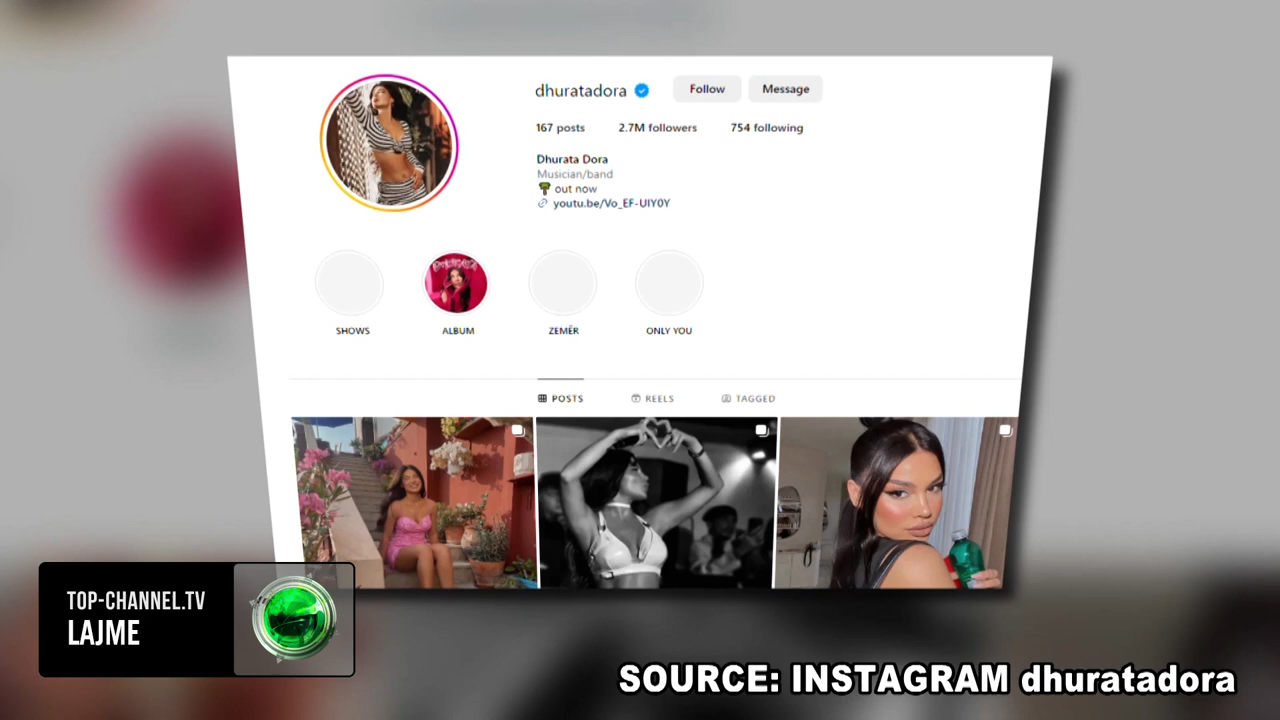 dhuratadora Follow Message
167 posts 2.7M followers 754 following
Dhurata Dora
Musician/band
out now
youtu.be/Vo_EF-UIY0Y
SHOWS ALBUM ZEMËR ONLY YOU
POSTS REELS TAGGED
TOP-CHANNEL.TV
LAJME
SOURCE: INSTAGRAM dhuratadora